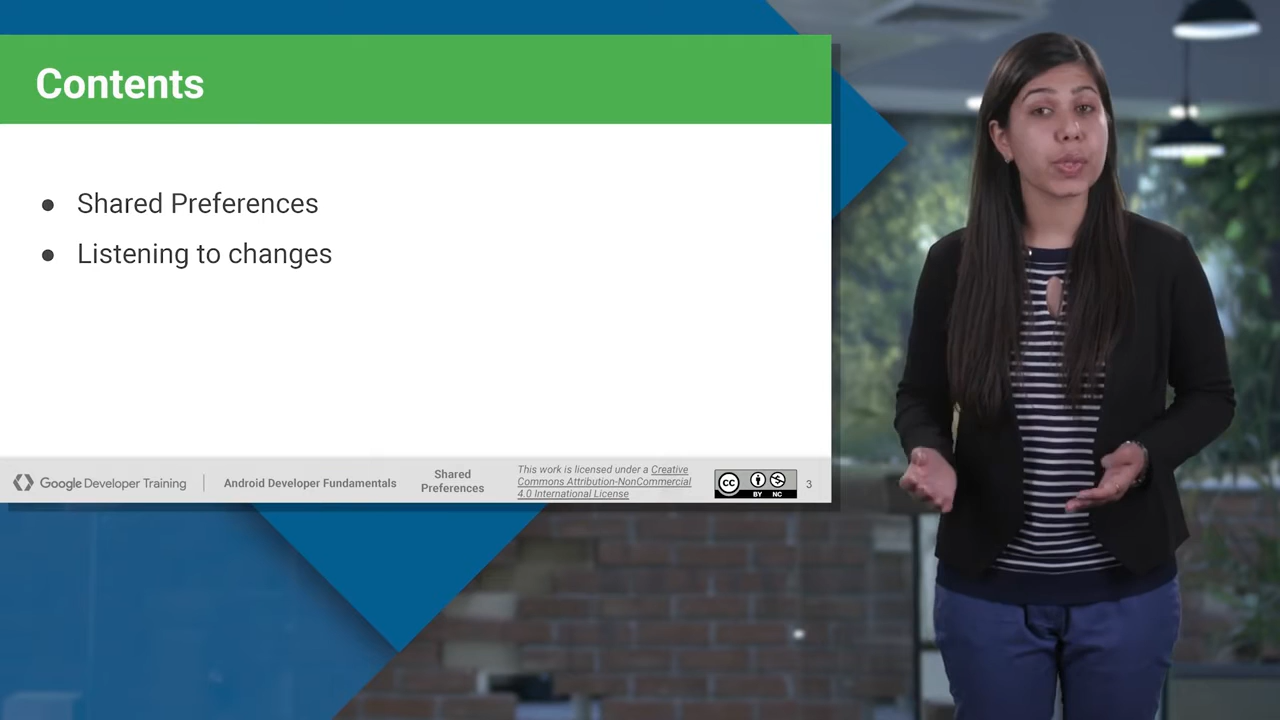 Contents
● Shared Preferences
● Listening to changes
Google Developer Training
Android Developer Fundamentals
Shared
Preferences
This work is licensed under a Creative
Commons Attribution-NonCommercial
4.0 International License
cc BY NC
3